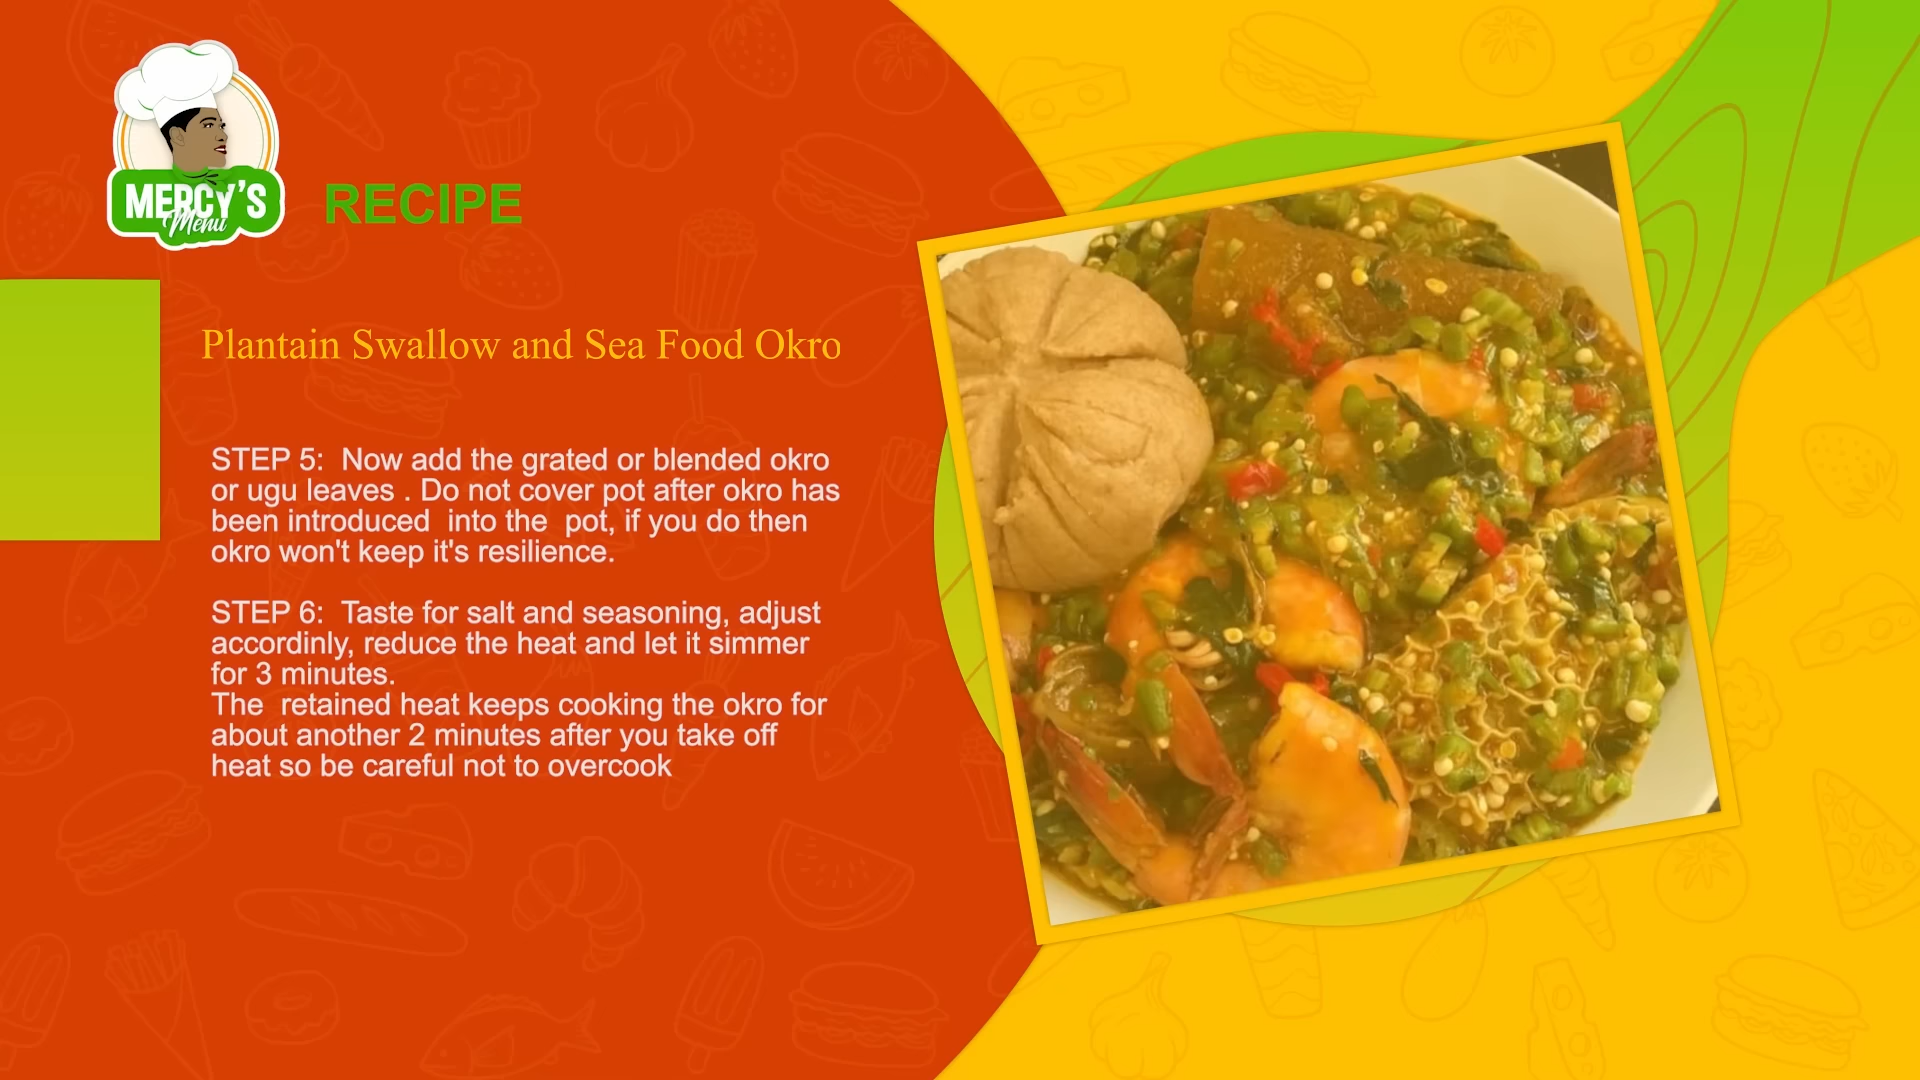 MERCY'S
Menu
RECIPE
Plantain Swallow and Sea Food Okro
STEP 5:  Now add the grated or blended okro
or ugu leaves . Do not cover pot after okro has
been introduced  into the  pot, if you do then
okro won't keep it's resilience.
STEP 6:  Taste for salt and seasoning, adjust
accordinly, reduce the heat and let it simmer
for 3 minutes.
The  retained heat keeps cooking the okro for
about another 2 minutes after you take off
heat so be careful not to overcook